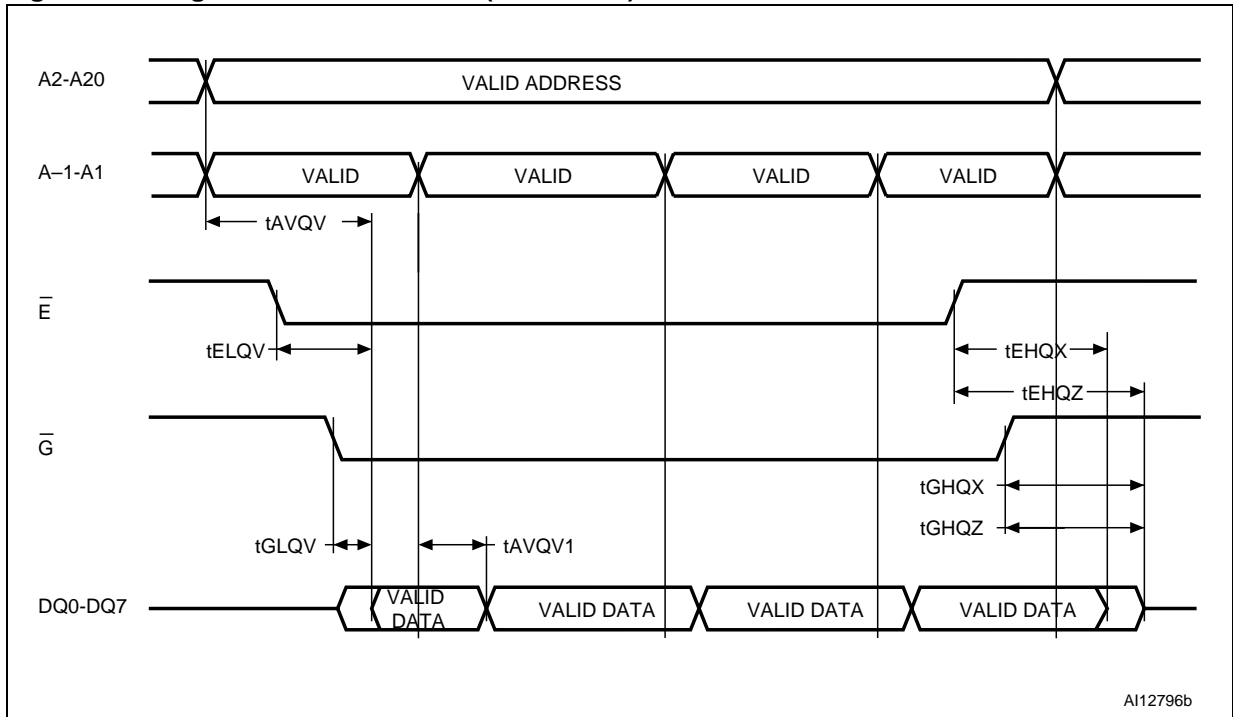 A2-A20
VALID ADDRESS
A–1-A1
VALID
VALID
VALID
VALID
tAVQV
E
tELQV
tEHQX
tEHQZ
G
tGHQX
tGHQZ
tGLQV
tAVQV1
DQ0-DQ7
VALID
DATA
VALID DATA
VALID DATA
VALID DATA
AI12796b